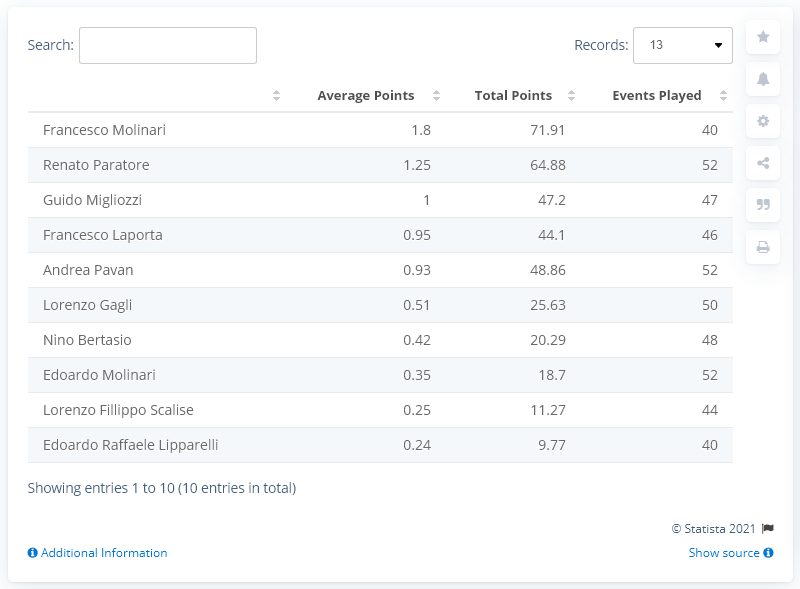 Search:
Records: 13
Average Points Total Points Events Played
Francesco Molinari 1.8 71.91 40
Renato Paratore 1.25 64.88 52
Guido Migliozzi 1 47.2 47
Francesco Laporta 0.95 44.1 46
Andrea Pavan 0.93 48.86 52
Lorenzo Gagli 0.51 25.63 50
Nino Bertasio 0.42 20.29 48
Edoardo Molinari 0.35 18.7 52
Lorenzo Fillippo Scalise 0.25 11.27 44
Edoardo Raffaele Lipparelli 0.24 9.77 40
Showing entries 1 to 10 (10 entries in total)
© Statista 2021
Additional Information
Show source